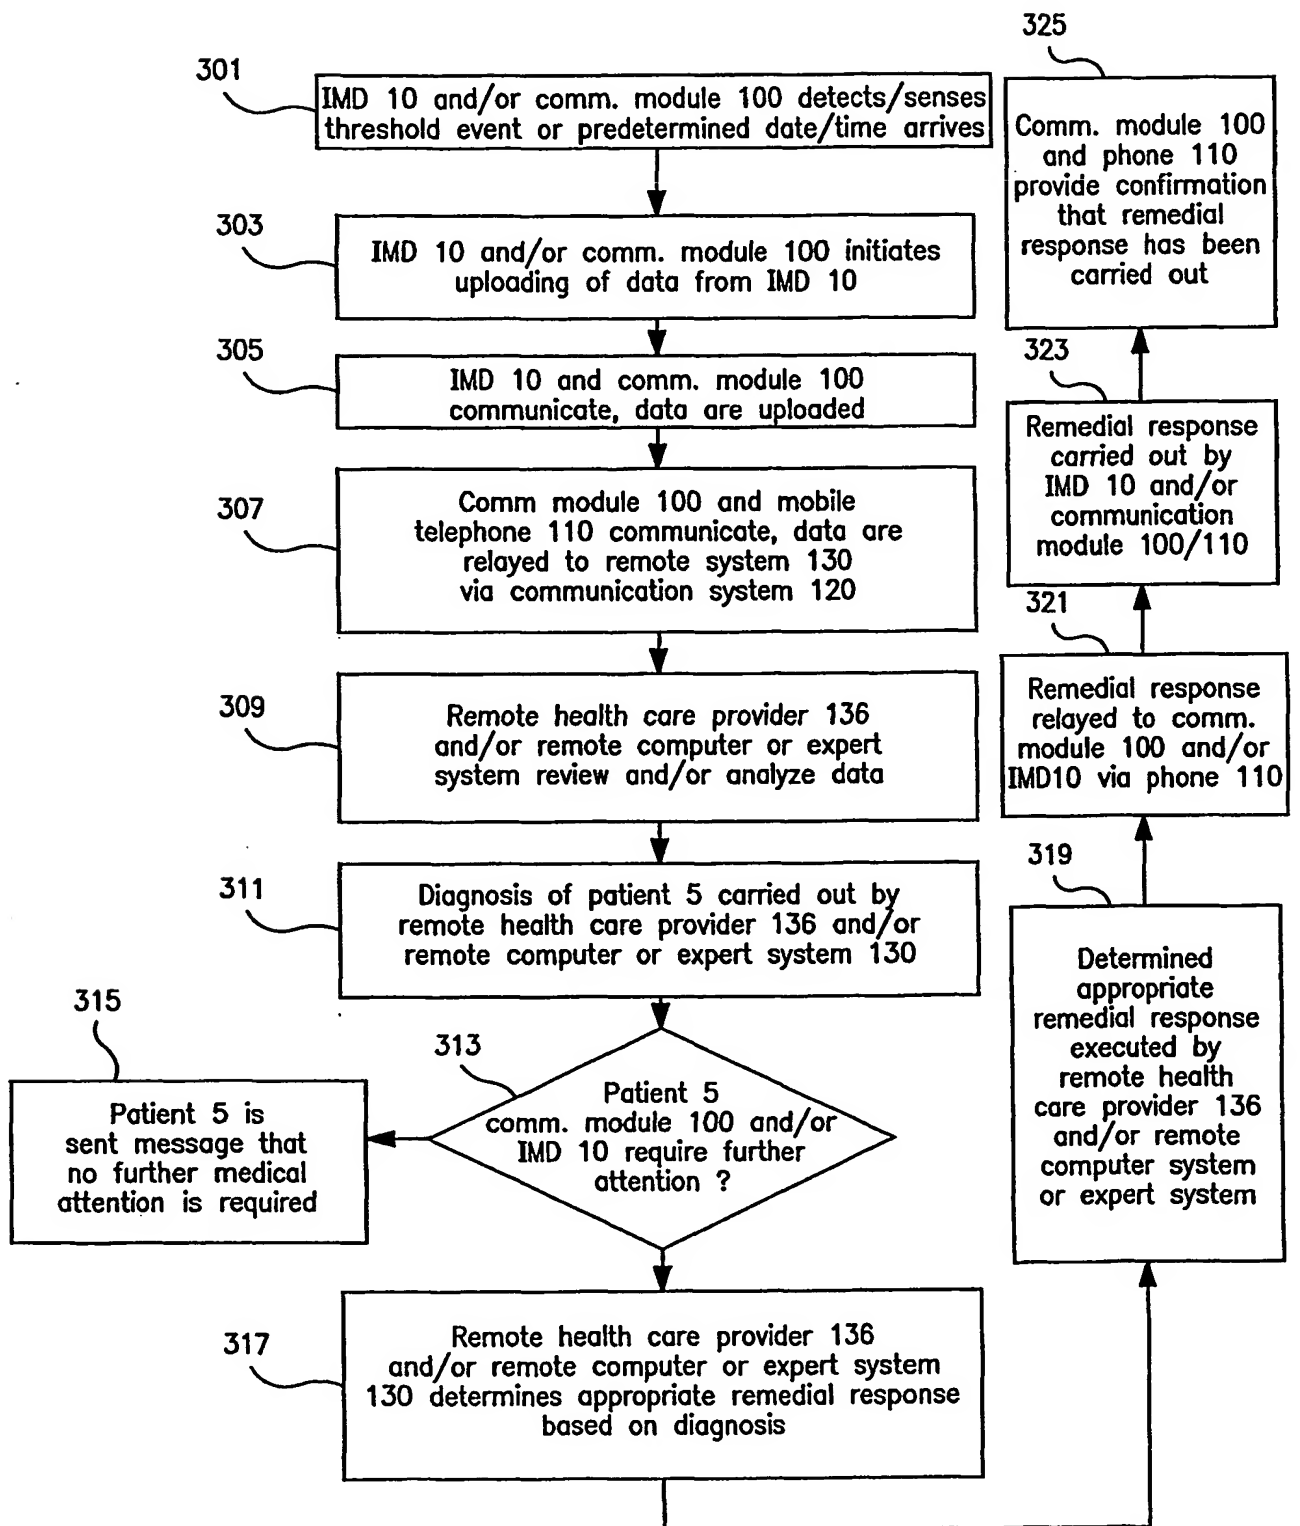 301
IMD 10 and/or comm. module 100 detects/senses
threshold event or predetermined date/time arrives
303
IMD 10 and/or comm. module 100 initiates
uploading of data from IMD 10
305
IMD 10 and comm. module 100
communicate, data are uploaded
307
Comm module 100 and mobile
telephone 110 communicate, data are
relayed to remote system 130
via communication system 120
309
Remote health care provider 136
and/or remote computer or expert
system review and/or analyze data
311
Diagnosis of patient 5 carried out by
remote health care provider 136 and/or
remote computer or expert system 130
313
Patient 5
comm. module 100 and/or
IMD 10 require further
attention ?
315
Patient 5 is
sent message that
no further medical
attention is required
317
Remote health care provider 136
and/or remote computer or expert system
130 determines appropriate remedial response
based on diagnosis
319
Determined
appropriate
remedial response
executed by
remote health
care provider 136
and/or remote
computer system
or expert system
321
Remedial response
relayed to comm.
module 100 and/or
IMD10 via phone 110
323
Remedial response
carried out by
IMD 10 and/or
communication
module 100/110
325
Comm. module 100
and phone 110
provide confirmation
that remedial
response has been
carried out